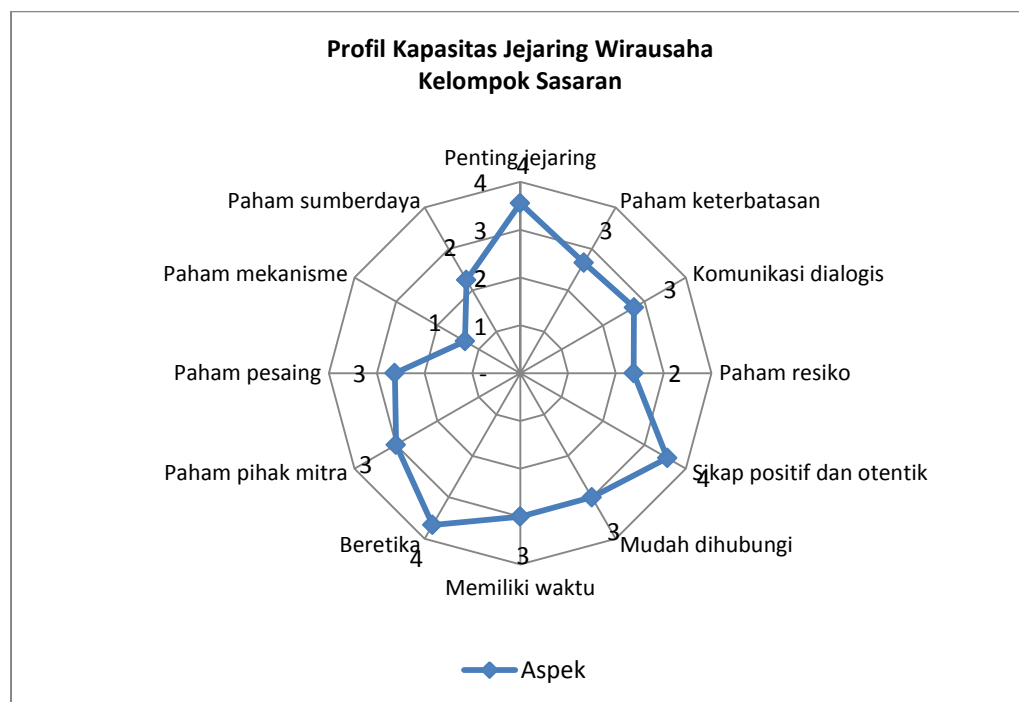 Profil Kapasitas Jejaring Wirausaha
Kelompok Sasaran
Penting jejaring
4
4
Paham sumberdaya
Paham keterbatasan
3
3
2
Paham mekanisme
Komunikasi dialogis
2
3
1
1
Paham pesaing
3
-
2
Paham resiko
Paham pihak mitra
3
Sikap positif dan otentik
4
Beretika
4
Mudah dihubungi
3
3
Memiliki waktu
Aspek